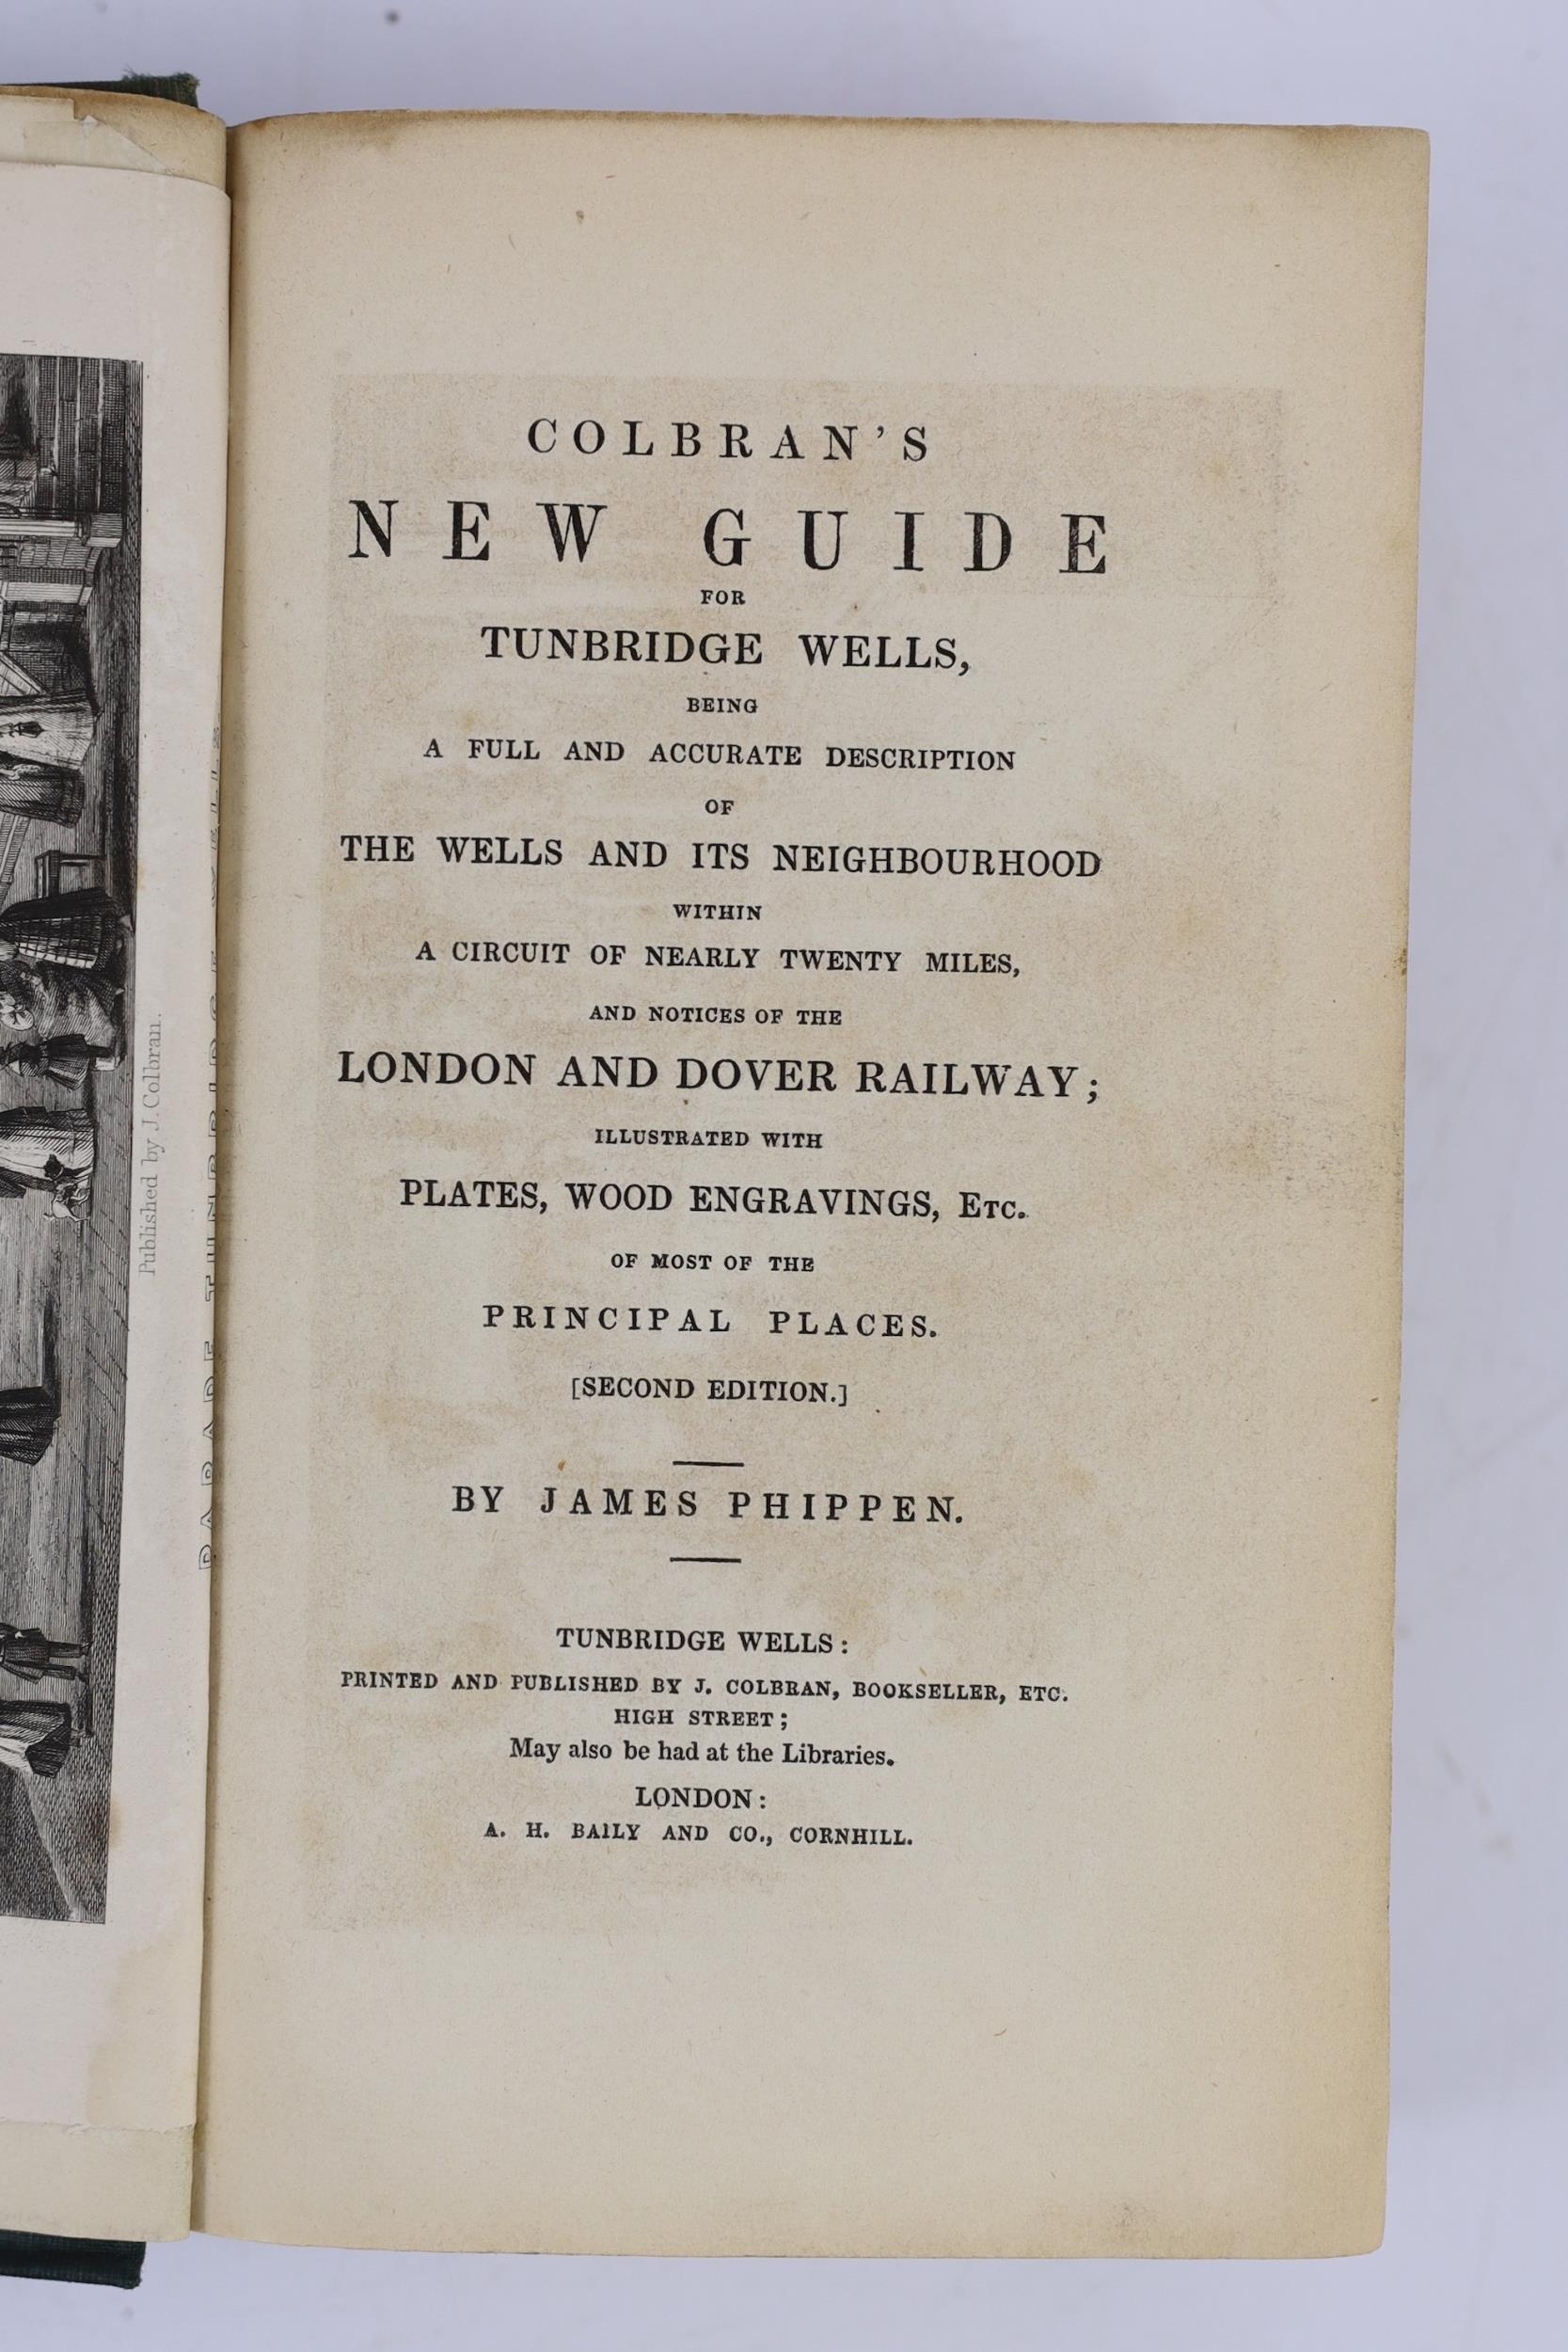 COLBRAN'S
NEW GUIDE
FOR
TUNBRIDGE WELLS,
BEING
A FULL AND ACCURATE DESCRIPTION
OF
THE WELLS AND ITS NEIGHBOURHOOD
WITHIN
A CIRCUIT OF NEARLY TWENTY MILES,
AND NOTICES OF THE
LONDON AND DOVER RAILWAY;
ILLUSTRATED WITH
PLATES, WOOD ENGRAVINGS, ETC.
OF MOST OF THE
PRINCIPAL PLACES.
[SECOND EDITION.]
BY JAMES PHIPPEN.
TUNBRIDGE WELLS:
PRINTED AND PUBLISHED BY J. COLBRAN, BOOKSELLER, ETC.
HIGH STREET;
May also be had at the Libraries.
LONDON:
A. H. BAILY AND CO., CORNHILL.
Published by J. Colbran.